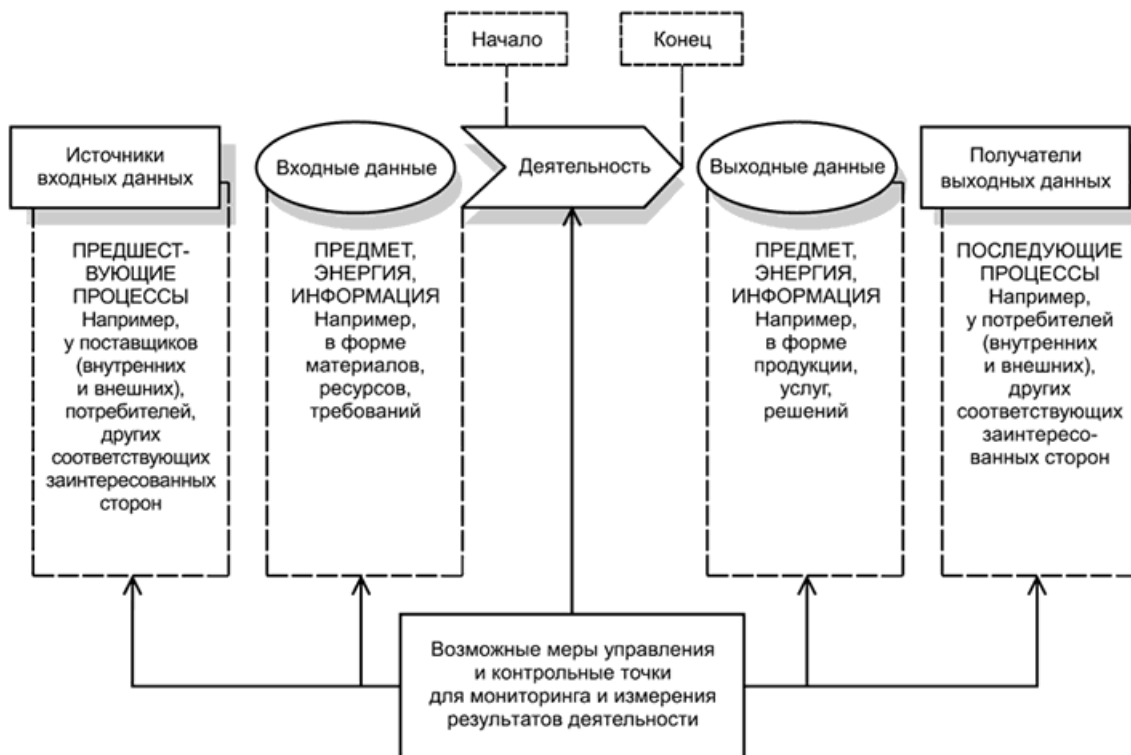 Начало
Конец
Источники
входных данных
Входные данные
Деятельность
Выходные данные
Получатели
выходных данных
ПРЕДШЕСТ-
ВУЮЩИЕ
ПРОЦЕССЫ
Например,
у поставщиков
(внутренних
и внешних),
потребителей,
других
соответствующих
заинтересованных
сторон
ПРЕДМЕТ,
ЭНЕРГИЯ,
ИНФОРМАЦИЯ
Например,
в форме
материалов,
ресурсов,
требований
ПРЕДМЕТ,
ЭНЕРГИЯ,
ИНФОРМАЦИЯ
Например,
в форме
продукции,
услуг,
решений
ПОСЛЕДУЮЩИЕ
ПРОЦЕССЫ
Например,
у потребителей
(внутренних
и внешних),
других
соответствующих
заинтересо-
ванных сторон
Возможные меры управления
и контрольные точки
для мониторинга и измерения
результатов деятельности